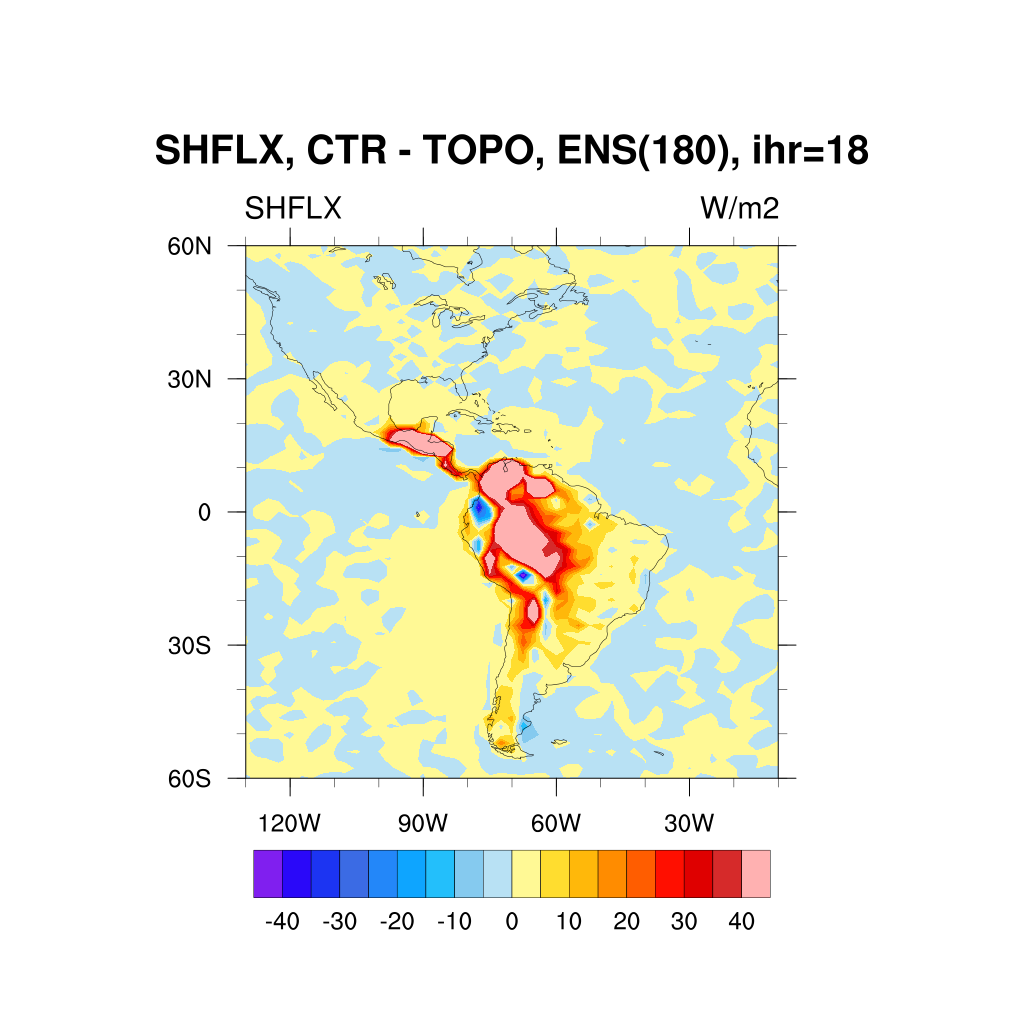 SHFLX, CTR - TOPO, ENS(180), ihr=18
SHFLX W/m2
60N
30N
0
30S
60S
120W 90W 60W 30W
-40 -30 -20 -10 0 10 20 30 40